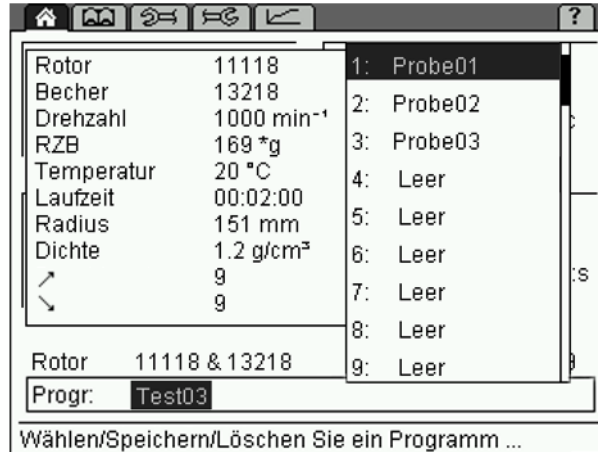 ?
Rotor 11118
Becher 13218
Drehzahl 1000 min⁻¹
RZB 169 *g
Temperatur 20 °C
Laufzeit 00:02:00
Radius 151 mm
Dichte 1.2 g/cm³
↗ 9
↘ 9
1: Probe01
2: Probe02
3: Probe03
4: Leer
5: Leer
6: Leer
7: Leer
8: Leer
9: Leer
:s
Rotor 11118 & 13218
Progr: Test03
Wählen/Speichern/Löschen Sie ein Programm ...